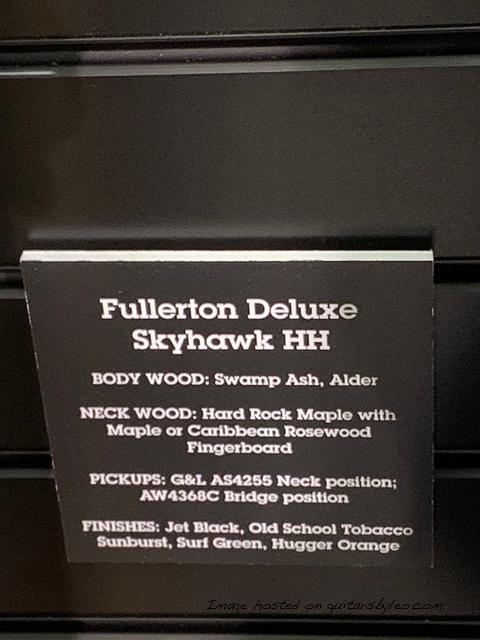 Fullerton Deluxe
Skyhawk HH
BODY WOOD: Swamp Ash, Alder
NECK WOOD: Hard Rock Maple with
Maple or Caribbean Rosewood
Fingerboard
PICKUPS: G&L AS4255 Neck position;
AW4368C Bridge position
FINISHES: Jet Black, Old School Tobacco
Sunburst, Surf Green, Hugger Orange
Image hosted on guitarsbyleo.com